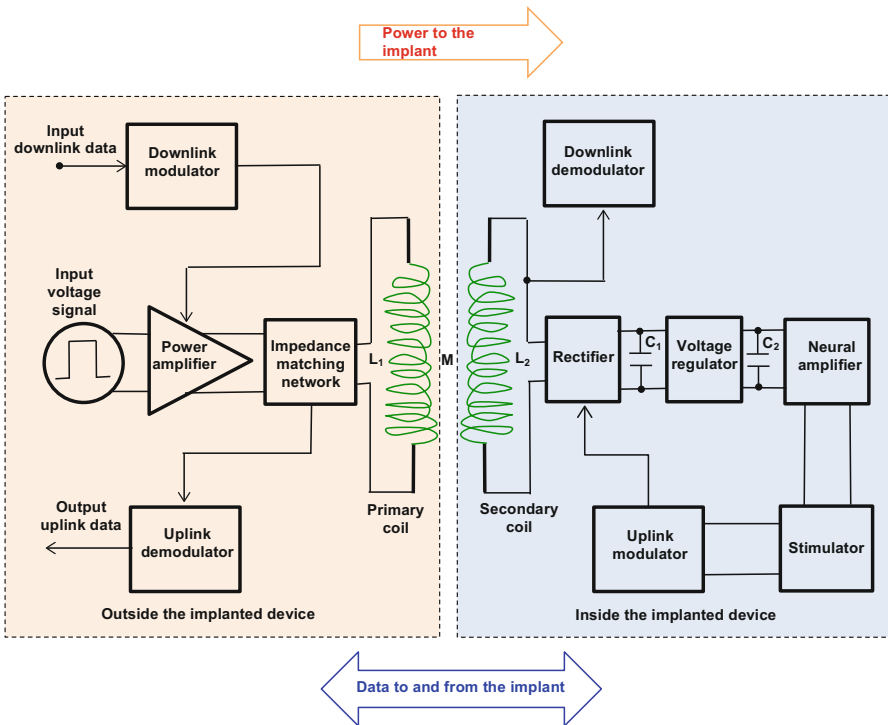 Power to the
implant
Input
downlink data
Downlink
modulator
Input
voltage
signal
Power
amplifier
Impedance
matching
network
L₁
M
Primary
coil
Output
uplink data
Uplink
demodulator
Outside the implanted device
Downlink
demodulator
L₂
Rectifier
C₁
Voltage
regulator
C₂
Neural
amplifier
Secondary
coil
Uplink
modulator
Stimulator
Inside the implanted device
Data to and from the implant